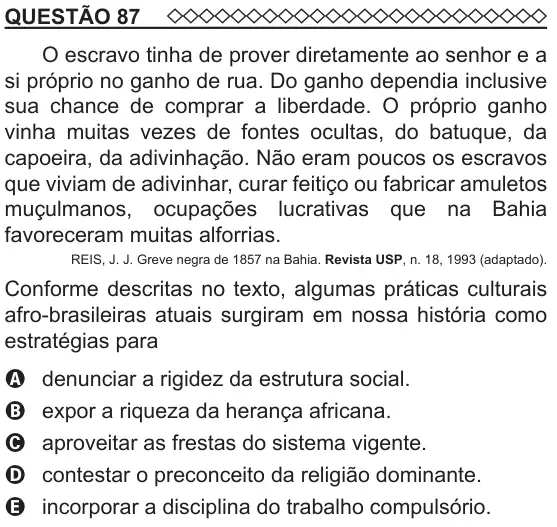 QUESTÃO 87
O escravo tinha de prover diretamente ao senhor e a
si próprio no ganho de rua. Do ganho dependia inclusive
sua chance de comprar a liberdade. O próprio ganho
vinha muitas vezes de fontes ocultas, do batuque, da
capoeira, da adivinhação. Não eram poucos os escravos
que viviam de adivinhar, curar feitiço ou fabricar amuletos
muçulmanos, ocupações lucrativas que na Bahia
favoreceram muitas alforrias.
REIS, J. J. Greve negra de 1857 na Bahia. Revista USP, n. 18, 1993 (adaptado).
Conforme descritas no texto, algumas práticas culturais
afro-brasileiras atuais surgiram em nossa história como
estratégias para
A denunciar a rigidez da estrutura social.
B expor a riqueza da herança africana.
C aproveitar as frestas do sistema vigente.
D contestar o preconceito da religião dominante.
E incorporar a disciplina do trabalho compulsório.